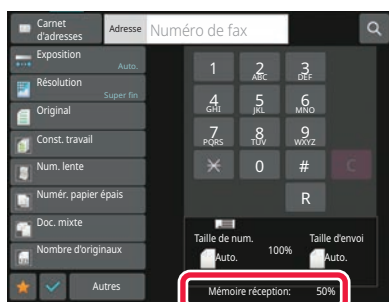 Carnet
d'adresses
Adresse
Numéro de fax
Exposition
Auto.
Résolution
Super fin
Original
Const. travail
Num. lente
Numér. papier
épais
Doc. mixte
Nombre d'originaux
Autres
1
2
ABC
3
DEF
4
GHI
5
JKL
6
MNO
7
PQRS
8
TUV
9
WXYZ
0
#
C
R
Taille de num.
Auto.
100%
Taille d'envoi
Auto.
Mémoire réception: 50%